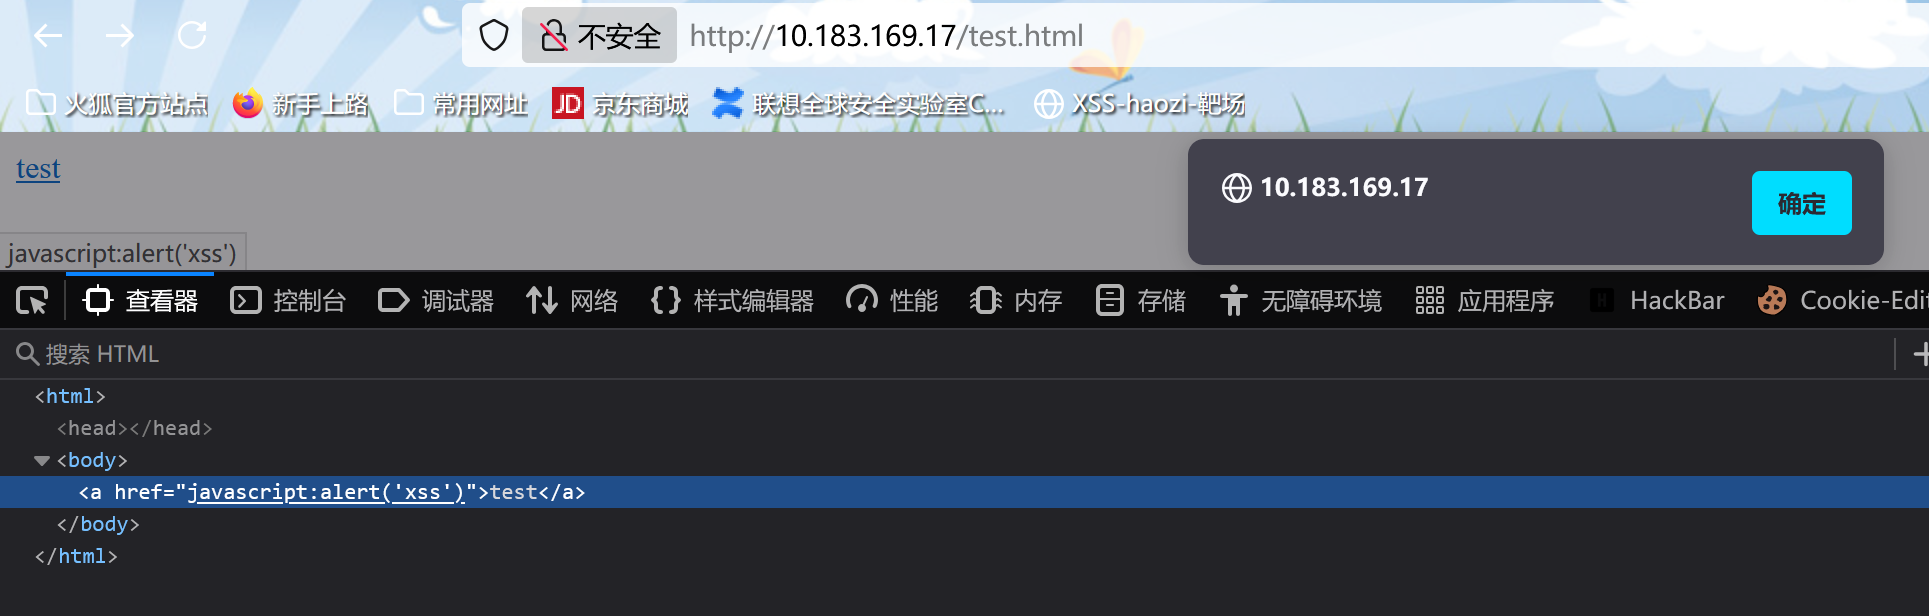 不安全 http://10.183.169.17/test.html
火狐官方站点 新手上路 常用网址 JD 京东商城 联想全球安全实验室C... XSS-haozi-靶场
test
10.183.169.17
确定
javascript:alert('xss')
查看器 控制台 调试器 网络 样式编辑器 性能 内存 存储 无障碍环境 应用程序 H HackBar Cookie-Edi
搜索 HTML
<html>
<head></head>
<body>
<a href="javascript:alert('xss')">test</a>
</body>
</html>